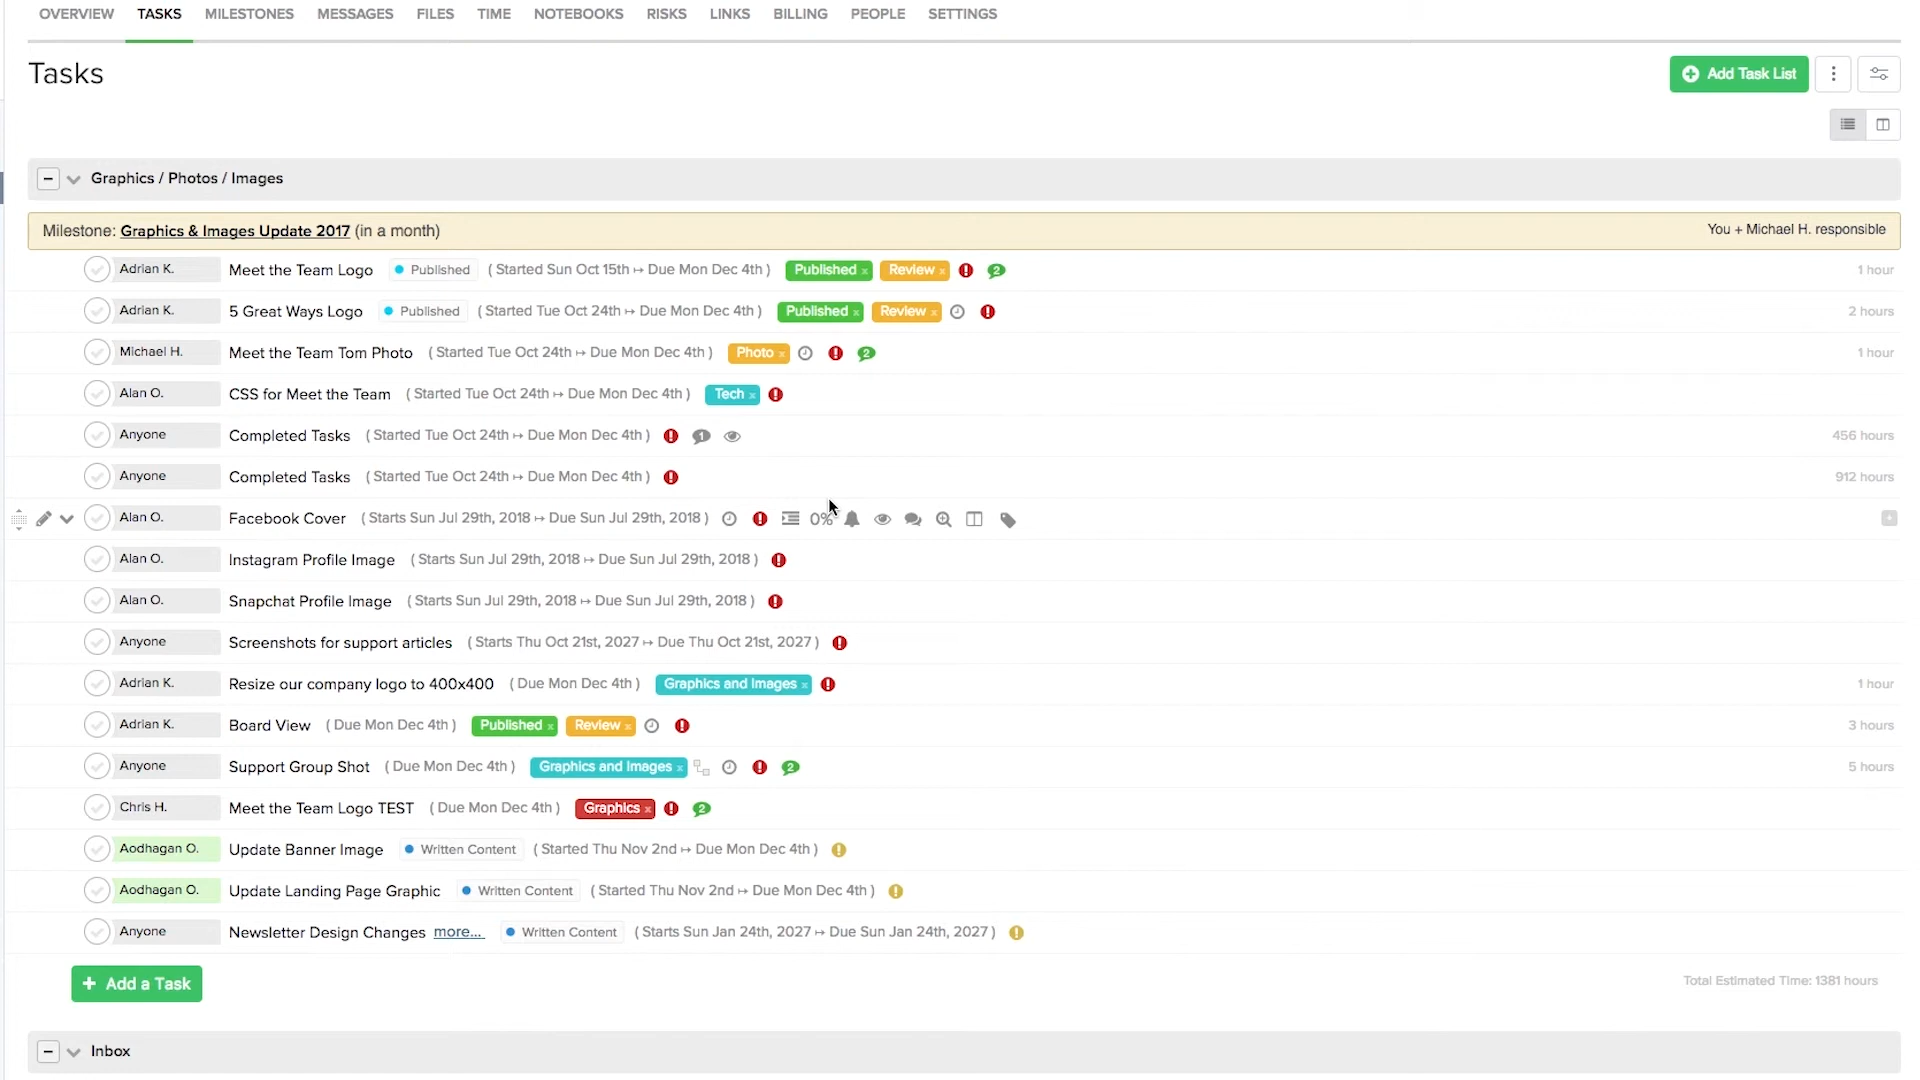 OVERVIEW TASKS MILESTONES MESSAGES FILES TIME NOTEBOOKS RISKS LINKS BILLING PEOPLE SETTINGS
Tasks
Add Task List
Graphics / Photos / Images
Milestone: Graphics & Images Update 2017 (in a month) You + Michael H. responsible
Adrian K. Meet the Team Logo Published ( Started Sun Oct 15th ↦ Due Mon Dec 4th ) Published x Review x 2 1 hour
Adrian K. 5 Great Ways Logo Published ( Started Tue Oct 24th ↦ Due Mon Dec 4th ) Published x Review x 2 hours
Michael H. Meet the Team Tom Photo ( Started Tue Oct 24th ↦ Due Mon Dec 4th ) Photo x 2 1 hour
Alan O. CSS for Meet the Team ( Started Tue Oct 24th ↦ Due Mon Dec 4th ) Tech x
Anyone Completed Tasks ( Started Tue Oct 24th ↦ Due Mon Dec 4th ) 1 456 hours
Anyone Completed Tasks ( Started Tue Oct 24th ↦ Due Mon Dec 4th ) 912 hours
Alan O. Facebook Cover ( Starts Sun Jul 29th, 2018 ↦ Due Sun Jul 29th, 2018 ) 0%
Alan O. Instagram Profile Image ( Starts Sun Jul 29th, 2018 ↦ Due Sun Jul 29th, 2018 )
Alan O. Snapchat Profile Image ( Starts Sun Jul 29th, 2018 ↦ Due Sun Jul 29th, 2018 )
Anyone Screenshots for support articles ( Starts Thu Oct 21st, 2027 ↦ Due Thu Oct 21st, 2027 )
Adrian K. Resize our company logo to 400x400 ( Due Mon Dec 4th ) Graphics and Images x 1 hour
Adrian K. Board View ( Due Mon Dec 4th ) Published x Review x 3 hours
Anyone Support Group Shot ( Due Mon Dec 4th ) Graphics and Images x 2 5 hours
Chris H. Meet the Team Logo TEST ( Due Mon Dec 4th ) Graphics x 2
Aodhagan O. Update Banner Image Written Content ( Started Thu Nov 2nd ↦ Due Mon Dec 4th )
Aodhagan O. Update Landing Page Graphic Written Content ( Started Thu Nov 2nd ↦ Due Mon Dec 4th )
Anyone Newsletter Design Changes more... Written Content ( Starts Sun Jan 24th, 2027 ↦ Due Sun Jan 24th, 2027 )
+ Add a Task Total Estimated Time: 1381 hours
Inbox